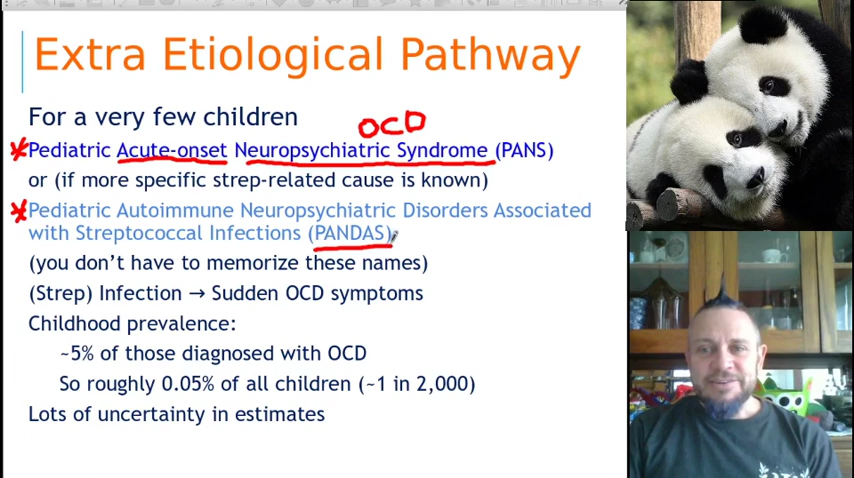 Extra Etiological Pathway
For a very few children
OCD
Pediatric Acute-onset Neuropsychiatric Syndrome (PANS)
or (if more specific strep-related cause is known)
Pediatric Autoimmune Neuropsychiatric Disorders Associated
with Streptococcal Infections (PANDAS)
(you don’t have to memorize these names)
(Strep) Infection → Sudden OCD symptoms
Childhood prevalence:
~5% of those diagnosed with OCD
So roughly 0.05% of all children (~1 in 2,000)
Lots of uncertainty in estimates